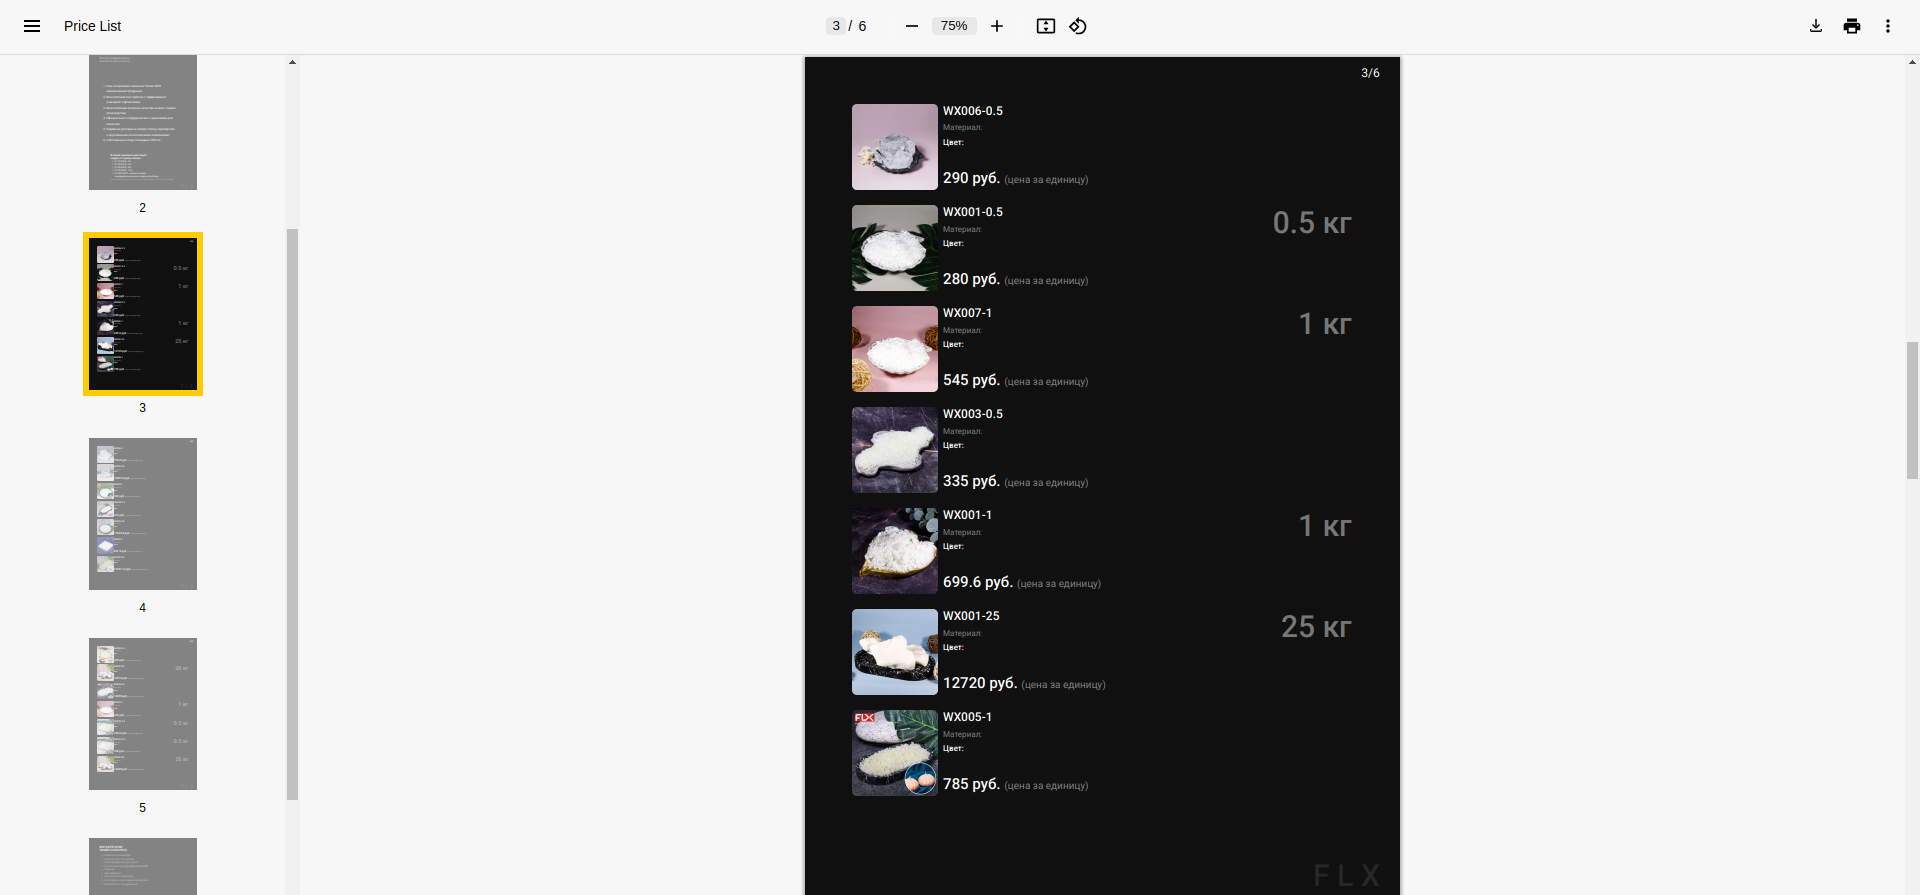 Price List
3 / 6
75%
2
3
4
5
3/6
WX006-0.5
Материал:
Цвет:
290 руб. (цена за единицу)
WX001-0.5
0.5 кг
Материал:
Цвет:
280 руб. (цена за единицу)
WX007-1
1 кг
Материал:
Цвет:
545 руб. (цена за единицу)
WX003-0.5
Материал:
Цвет:
335 руб. (цена за единицу)
WX001-1
1 кг
Материал:
Цвет:
699.6 руб. (цена за единицу)
WX001-25
25 кг
Материал:
Цвет:
12720 руб. (цена за единицу)
FLX
WX005-1
Материал:
Цвет:
785 руб. (цена за единицу)
FLX